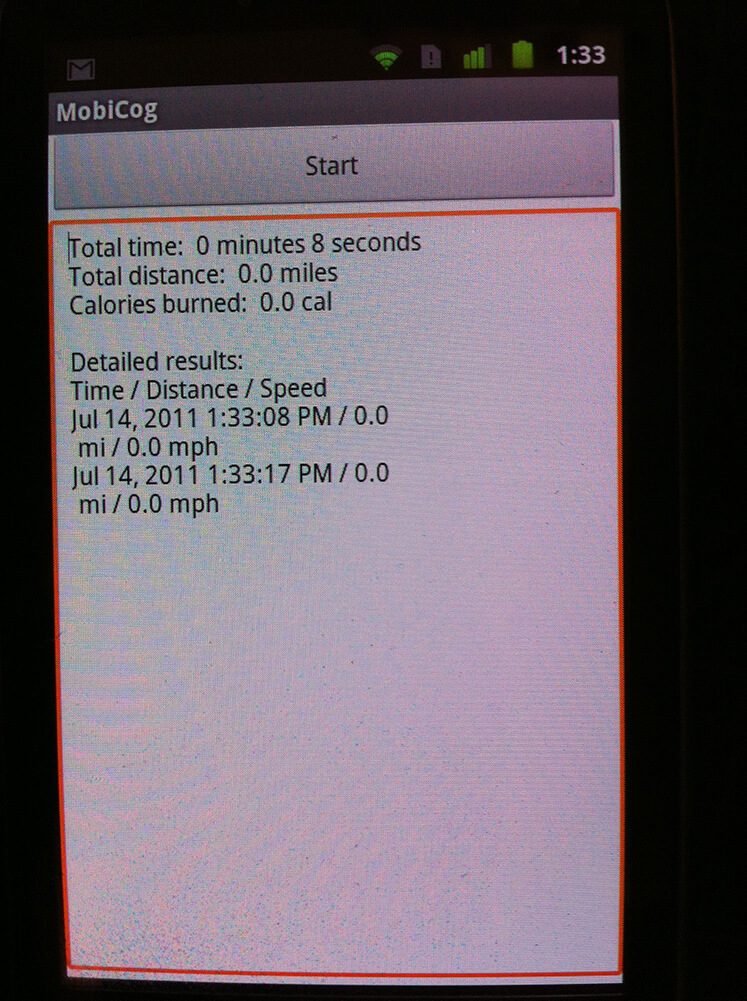 1:33
MobiCog
Start
Total time:  0 minutes 8 seconds
Total distance:  0.0 miles
Calories burned:  0.0 cal
Detailed results:
Time / Distance / Speed
Jul 14, 2011 1:33:08 PM / 0.0
mi / 0.0 mph
Jul 14, 2011 1:33:17 PM / 0.0
mi / 0.0 mph